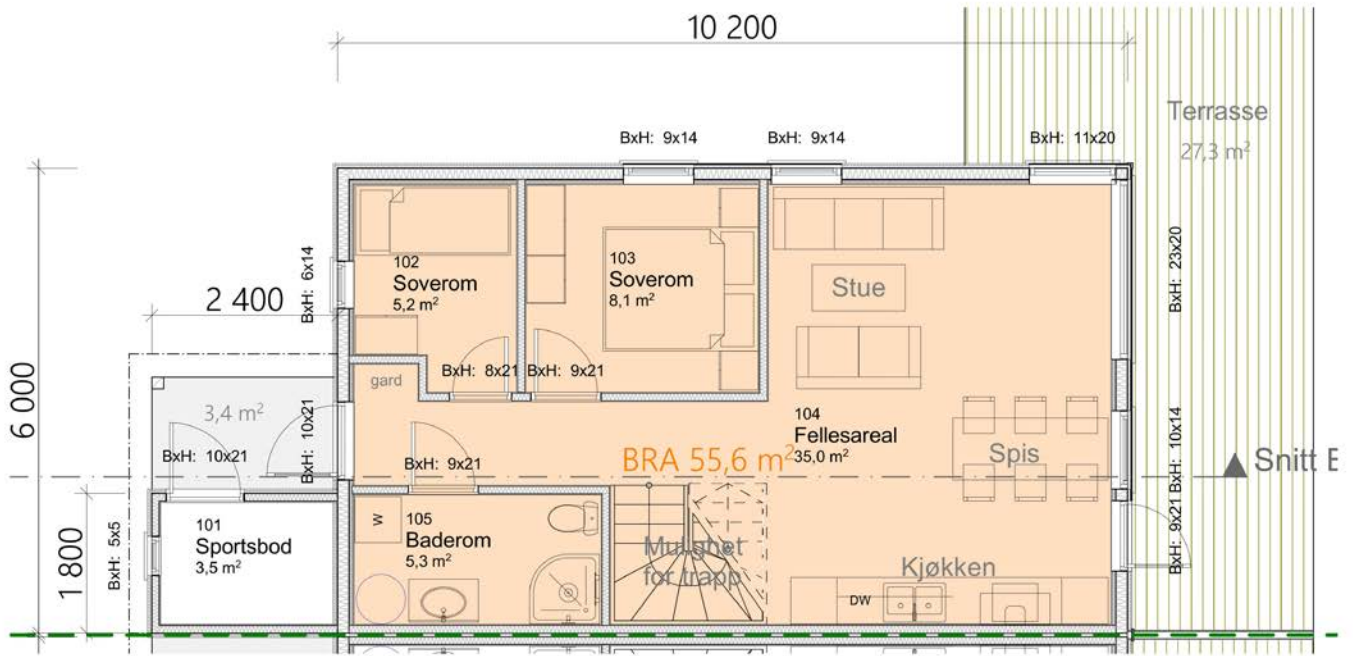 10 200
Terrasse
27,3 m²
BxH: 9x14
BxH: 9x14
BxH: 11x20
BxH: 6x14
102
Soverom
5,2 m²
103
Soverom
8,1 m²
Stue
BxH: 23x20
2 400
6 000
gard
BxH: 8x21
BxH: 9x21
3,4 m²
BxH: 10x21
BxH: 10x21
BxH: 9x21
104
Fellesareal
35,0 m²
BRA 55,6 m²
Spis
BxH: 10x14
Snitt E
101
Sportsbod
3,5 m²
BxH: 5x5
1 800
W
105
Baderom
5,3 m²
Mulighet
for trapp
Kjøkken
DW
BxH: 9x21